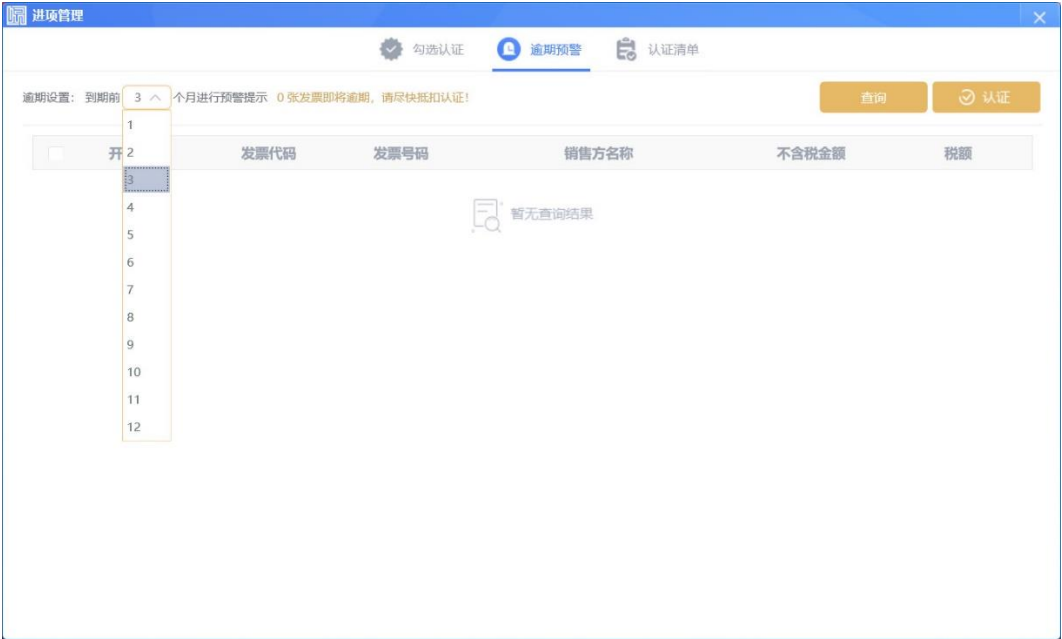 进项管理
勾选认证 逾期预警 认证清单
逾期设置： 到期前 3 个月进行预警提示 0 张发票即将逾期，请尽快抵扣认证！ 查询 认证
1
开 发票代码 发票号码 销售方名称 不含税金额 税额
2
3
4
暂无查询结果
5
6
7
8
9
10
11
12